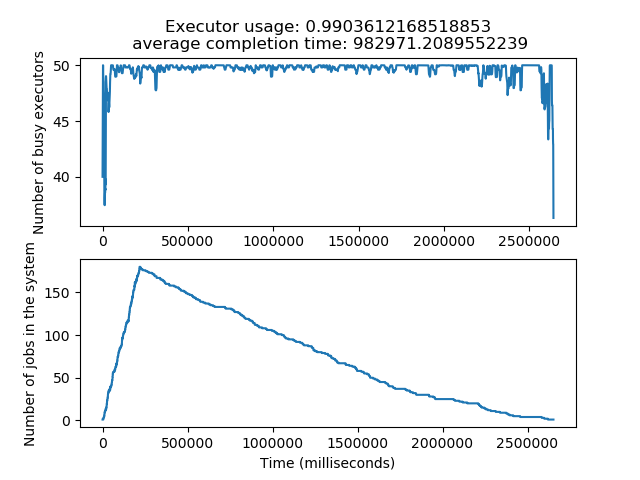 Executor usage: 0.9903612168518853
average completion time: 982971.2089552239
Number of busy executors
50
45
40
0 500000 1000000 1500000 2000000 2500000
Number of jobs in the system
150
100
50
0
0 500000 1000000 1500000 2000000 2500000
Time (milliseconds)